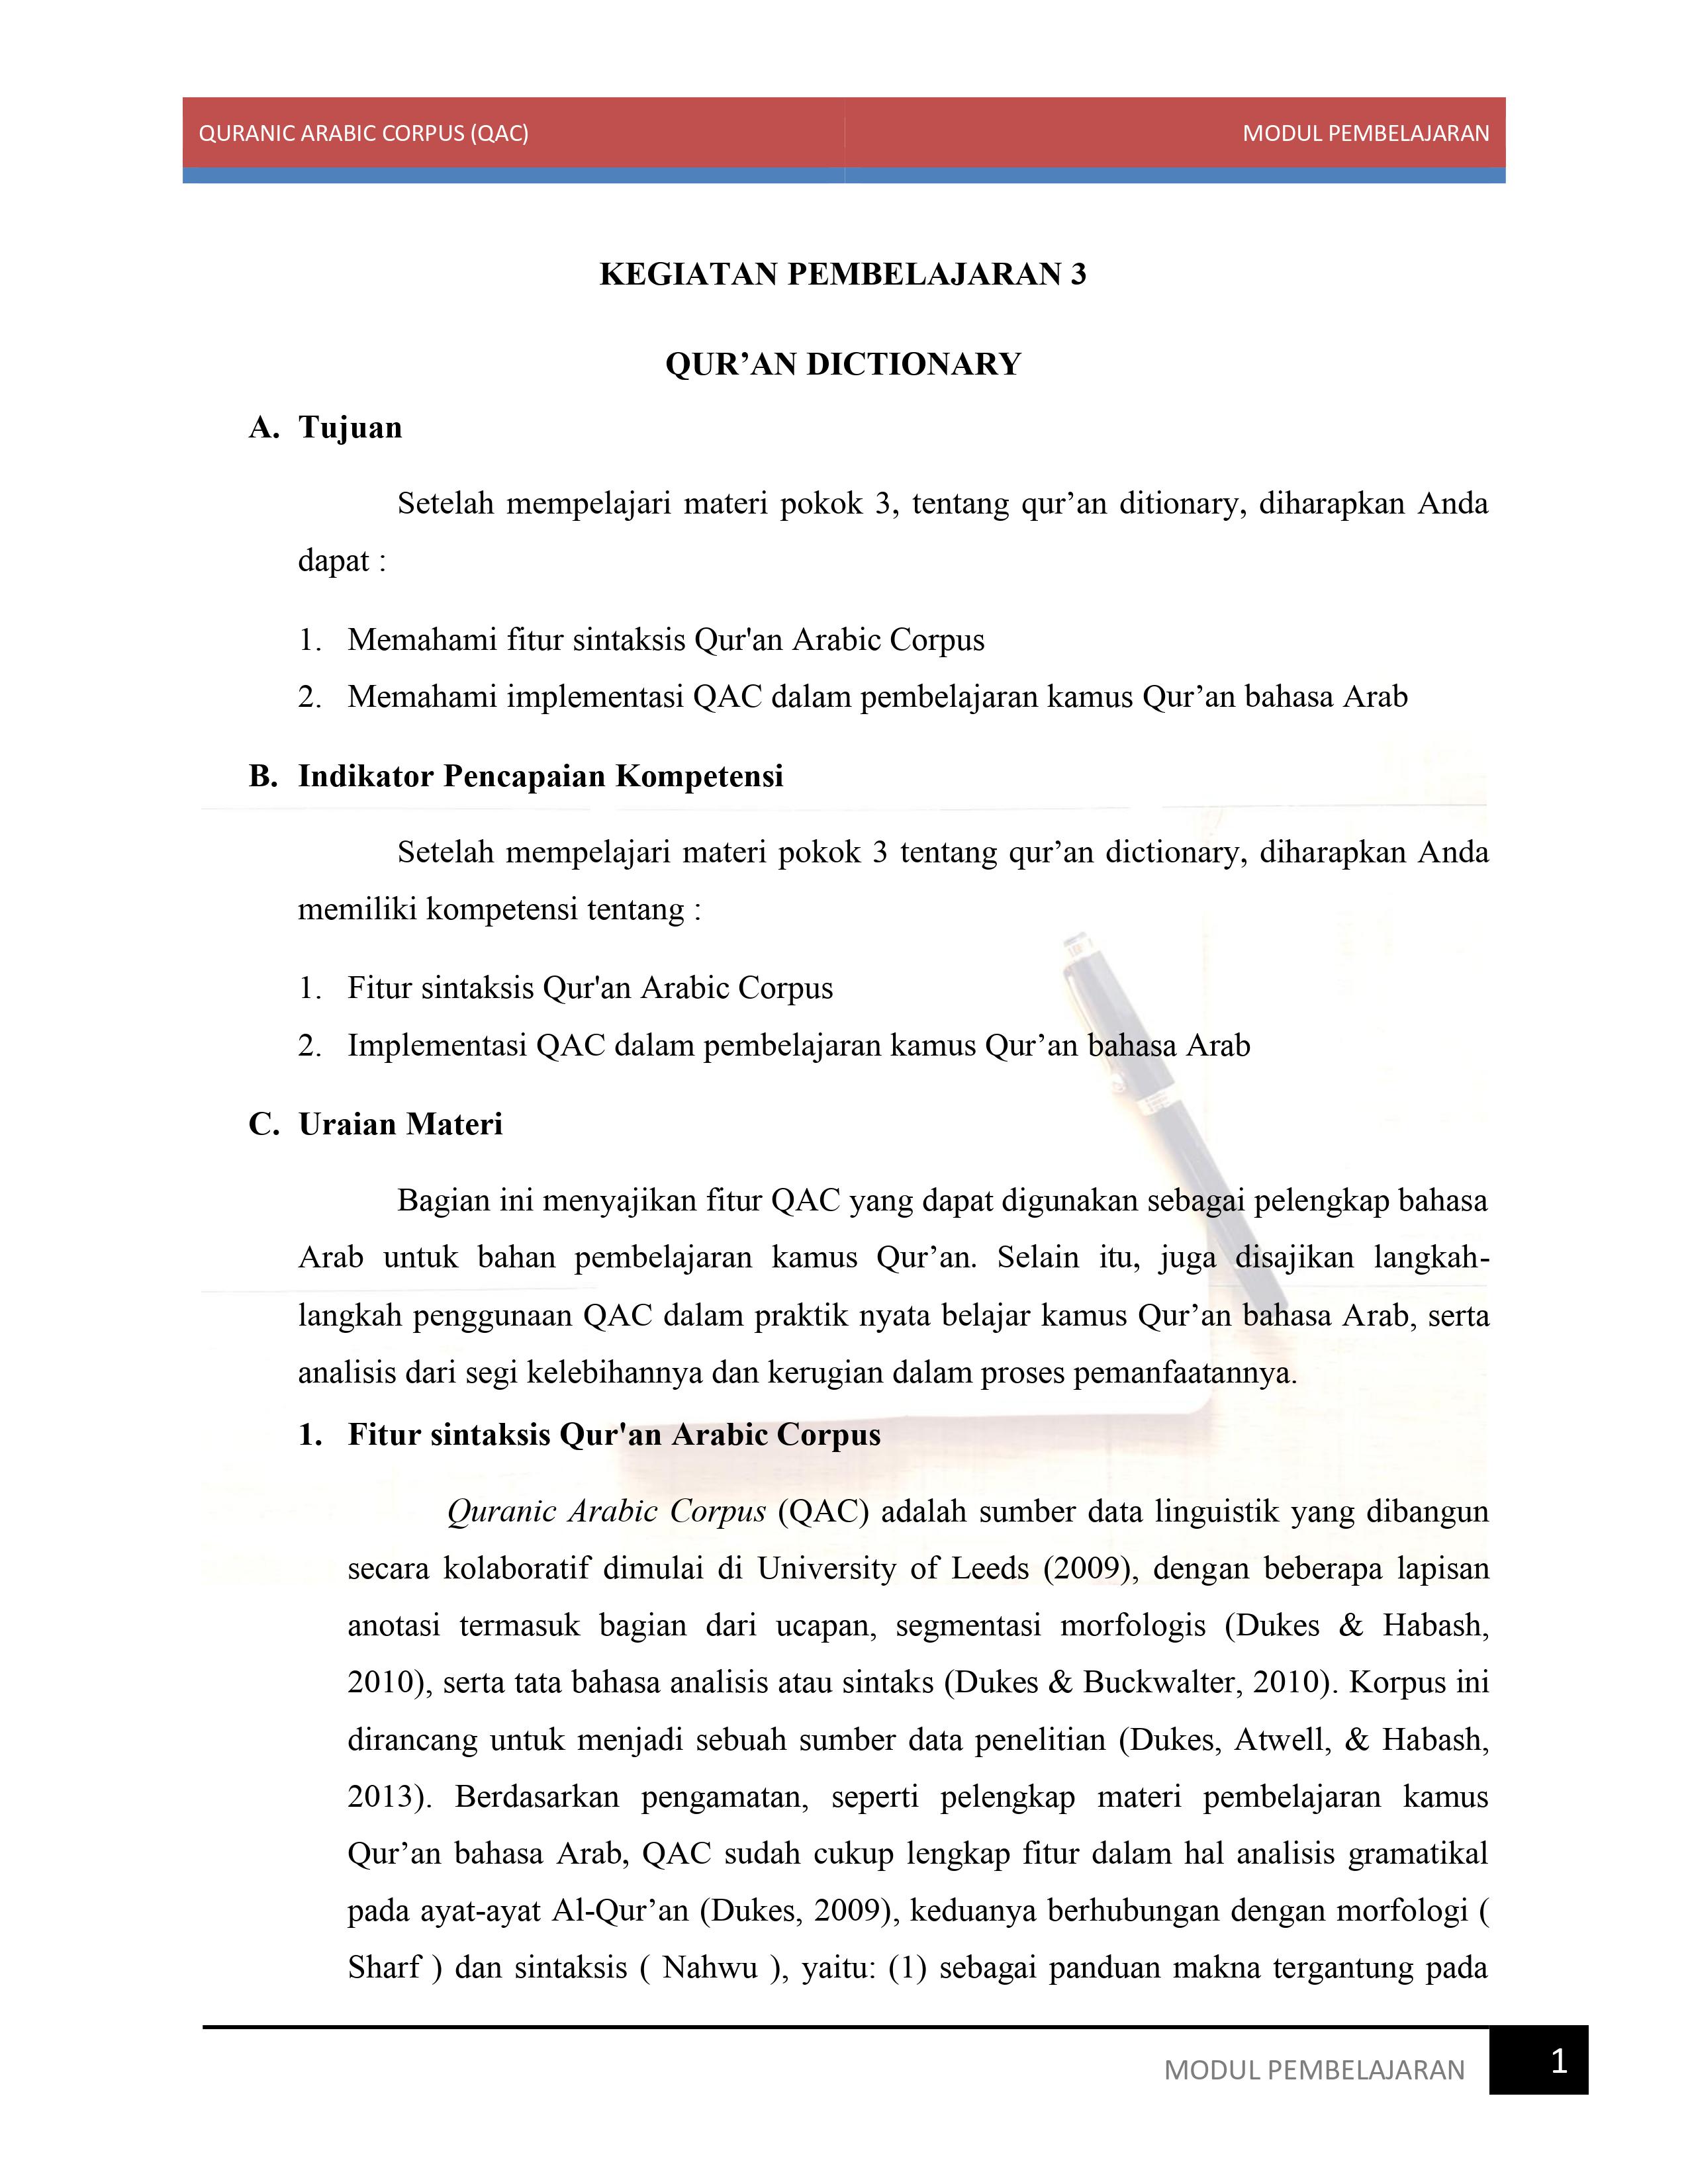 QURANIC ARABIC CORPUS (QAC) MODUL PEMBELAJARAN
KEGIATAN PEMBELAJARAN 3
QUR’AN DICTIONARY
A. Tujuan
Setelah mempelajari materi pokok 3, tentang qur’an ditionary, diharapkan Anda
dapat :
1. Memahami fitur sintaksis Qur'an Arabic Corpus
2. Memahami implementasi QAC dalam pembelajaran kamus Qur’an bahasa Arab
B. Indikator Pencapaian Kompetensi
Setelah mempelajari materi pokok 3 tentang qur’an dictionary, diharapkan Anda
memiliki kompetensi tentang :
1. Fitur sintaksis Qur'an Arabic Corpus
2. Implementasi QAC dalam pembelajaran kamus Qur’an bahasa Arab
C. Uraian Materi
Bagian ini menyajikan fitur QAC yang dapat digunakan sebagai pelengkap bahasa
Arab untuk bahan pembelajaran kamus Qur’an. Selain itu, juga disajikan langkah-
langkah penggunaan QAC dalam praktik nyata belajar kamus Qur’an bahasa Arab, serta
analisis dari segi kelebihannya dan kerugian dalam proses pemanfaatannya.
1. Fitur sintaksis Qur'an Arabic Corpus
Quranic Arabic Corpus (QAC) adalah sumber data linguistik yang dibangun
secara kolaboratif dimulai di University of Leeds (2009), dengan beberapa lapisan
anotasi termasuk bagian dari ucapan, segmentasi morfologis (Dukes & Habash,
2010), serta tata bahasa analisis atau sintaks (Dukes & Buckwalter, 2010). Korpus ini
dirancang untuk menjadi sebuah sumber data penelitian (Dukes, Atwell, & Habash,
2013). Berdasarkan pengamatan, seperti pelengkap materi pembelajaran kamus
Qur’an bahasa Arab, QAC sudah cukup lengkap fitur dalam hal analisis gramatikal
pada ayat-ayat Al-Qur’an (Dukes, 2009), keduanya berhubungan dengan morfologi (
Sharf ) dan sintaksis ( Nahwu ), yaitu: (1) sebagai panduan makna tergantung pada
MODUL PEMBELAJARAN 1